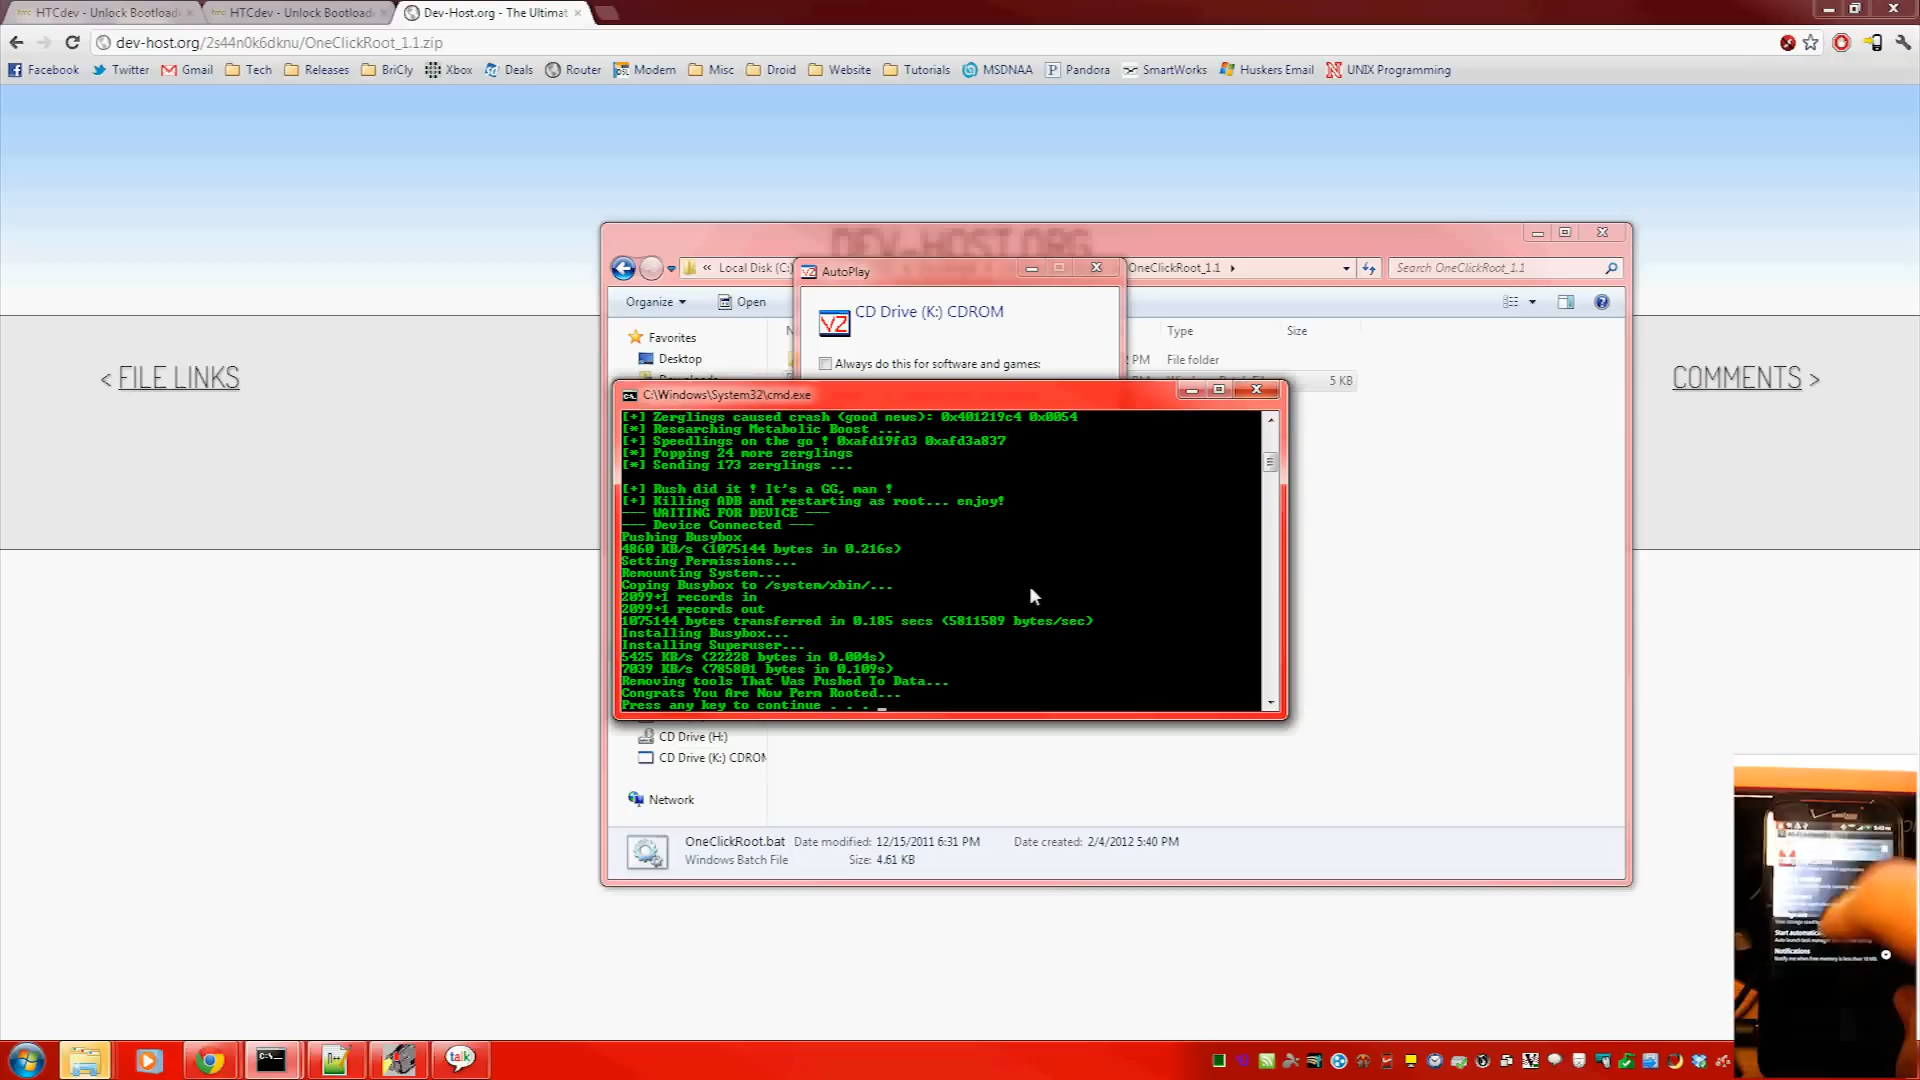 HTCdev - Unlock Bootload
HTCdev - Unlock Bootload
Dev-Host.org - The Ultimat
dev-host.org/2s44n0k6dknu/OneClickRoot_1.1.zip
Facebook
Twitter
Gmail
Tech
Releases
BriCly
Xbox
Deals
Router
Modem
Misc
Droid
Website
Tutorials
MSDNAA
Pandora
SmartWorks
Huskers Email
UNIX Programming
< FILE LINKS
COMMENTS >
DEV-HOST.ORG
« Local Disk (C:)
OneClickRoot_1.1
Search OneClickRoot_1.1
Organize
Open
Favorites
Desktop
Type
Size
PM
File folder
5 KB
V2
AutoPlay
V2
CD Drive (K:) CDROM
Always do this for software and games:
C:\Windows\System32\cmd.exe
[+] Zerglings caused crash (good news): 0x401219c4 0x0054
[*] Researching Metabolic Boost ...
[+] Speedlings on the go ! 0xafd19fd3 0xafd3a837
[*] Popping 24 more zerglings
[*] Sending 173 zerglings ...
[+] Rush did it ! It's a GG, man !
[+] Killing ADB and restarting as root... enjoy!
--- WAITING FOR DEVICE ---
--- Device Connected ---
Pushing Busybox
4860 KB/s (1075144 bytes in 0.216s)
Setting Permissions...
Remounting System...
Coping Busybox to /system/xbin/...
2099+1 records in
2099+1 records out
1075144 bytes transferred in 0.185 secs (5811589 bytes/sec)
Installing Busybox...
Installing Superuser...
5425 KB/s (22228 bytes in 0.004s)
7039 KB/s (785801 bytes in 0.109s)
Removing tools That Was Pushed To Data...
Congrats You Are Now Perm Rooted...
Press any key to continue . . . _
CD Drive (H:)
CD Drive (K:) CDROM
Network
OneClickRoot.bat
Date modified: 12/15/2011 6:31 PM
Date created: 2/4/2012 5:40 PM
Windows Batch File
Size: 4.61 KB
Start automatic
Notifications
talk